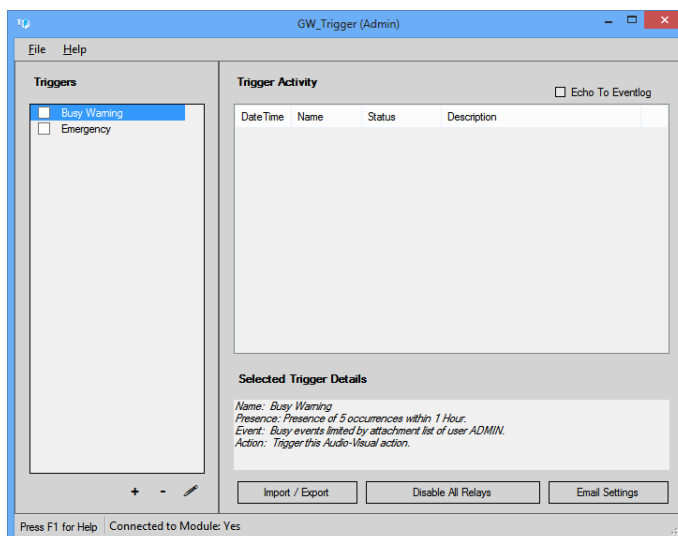 GW_Trigger (Admin)
File Help
Triggers
Busy Warning
Emergency
+ -
Trigger Activity
Echo To Eventlog
DateTime Name Status Description
Selected Trigger Details
Name: Busy Warning
Presence: Presence of 5 occurrences within 1 Hour.
Event: Busy events limited by attachment list of user ADMIN.
Action: Trigger this Audio-Visual action.
Import / Export Disable All Relays Email Settings
Press F1 for Help Connected to Module: Yes